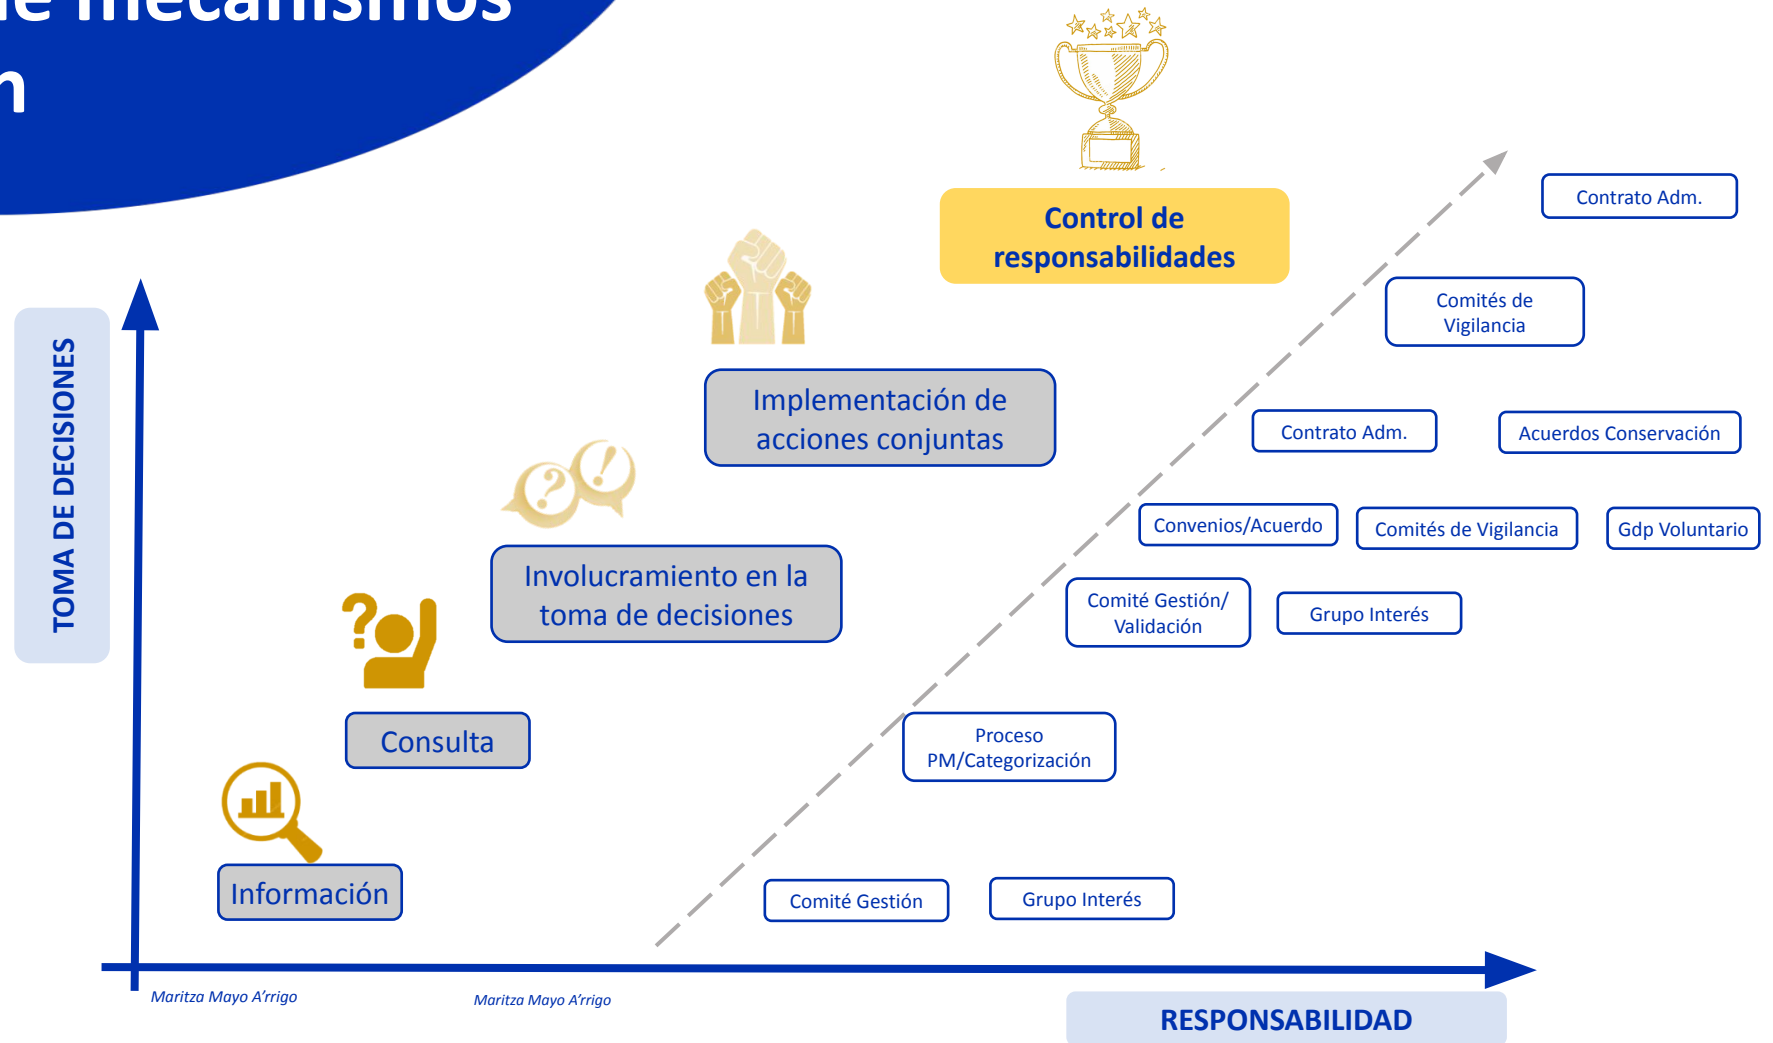 de mecanismos
n
Control de
responsabilidades
Contrato Adm.
Comités de
Vigilancia
TOMA DE DECISIONES
Implementación de
acciones conjuntas
Contrato Adm.
Acuerdos Conservación
Convenios/Acuerdo
Comités de Vigilancia
Gdp Voluntario
Involucramiento en la
toma de decisiones
Comité Gestión/
Validación
Grupo Interés
Consulta
Proceso
PM/Categorización
Información
Comité Gestión
Grupo Interés
Maritza Mayo A’rrigo
Maritza Mayo A’rrigo
RESPONSABILIDAD